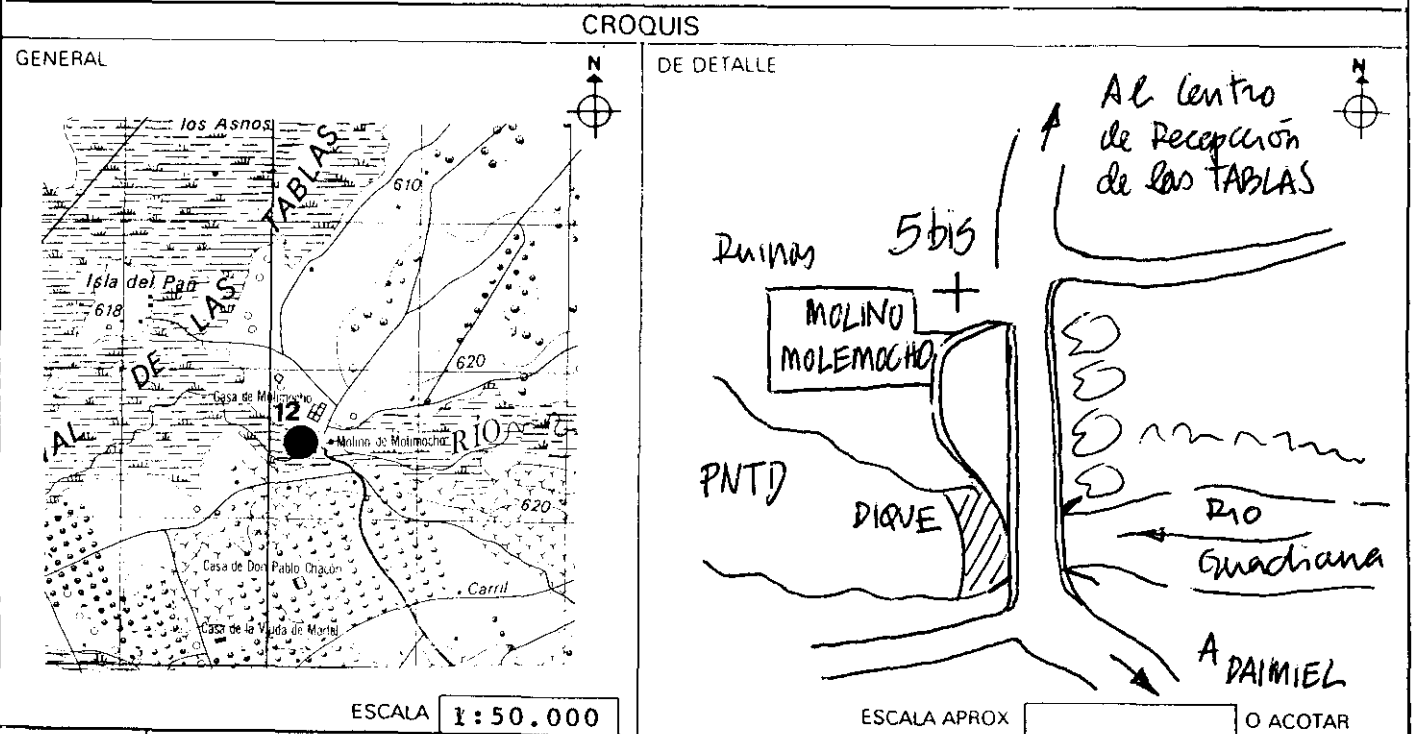 CROQUIS
GENERAL
N
los Asnos
TABLAS
610
Isla del Pan
618
LAS
DE
620
Casa de Molimocho
12
Molino de Molimocho
RÍO
AL
620
Casa de Don Pablo Chacón
Carril
Casa de la Viuda de Martel
ESCALA 1:50.000
DE DETALLE
N
Al Centro
de Recepción
de las TABLAS
5 bis
Ruinas
MOLINO
MOLEMOCHO
PNTD
DIQUE
RIO
Guadiana
A DAIMIEL
ESCALA APROX O ACOTAR